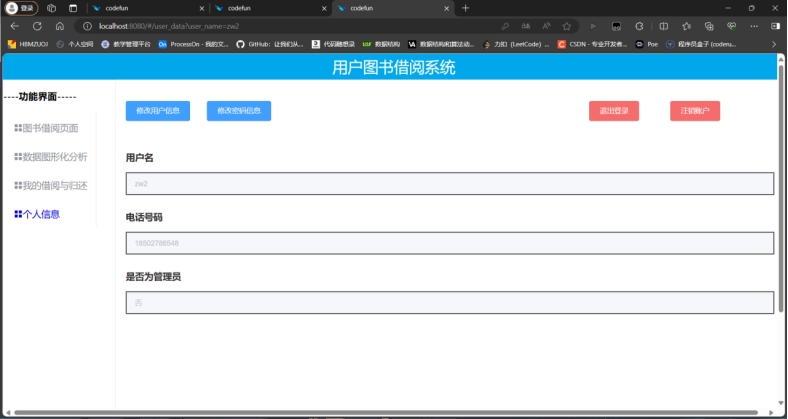 登录
codefun
codefun
codefun
localhost:8080/#/user_data?user_name=zw2
HBMZUOJ
个人空间
教学管理平台
ProcessOn - 我的文...
GitHub: 让我们从...
代码随想录
数据结构
数据结构和算法动...
力扣 (LeetCode) ...
CSDN - 专业开发者...
Poe
程序员盒子 (coderu...
用户图书借阅系统
----功能界面-----
图书借阅页面
数据图形化分析
我的借阅与归还
个人信息
修改用户信息
修改密码信息
退出登录
注销账户
用户名
zw2
电话号码
18502786548
是否为管理员
否